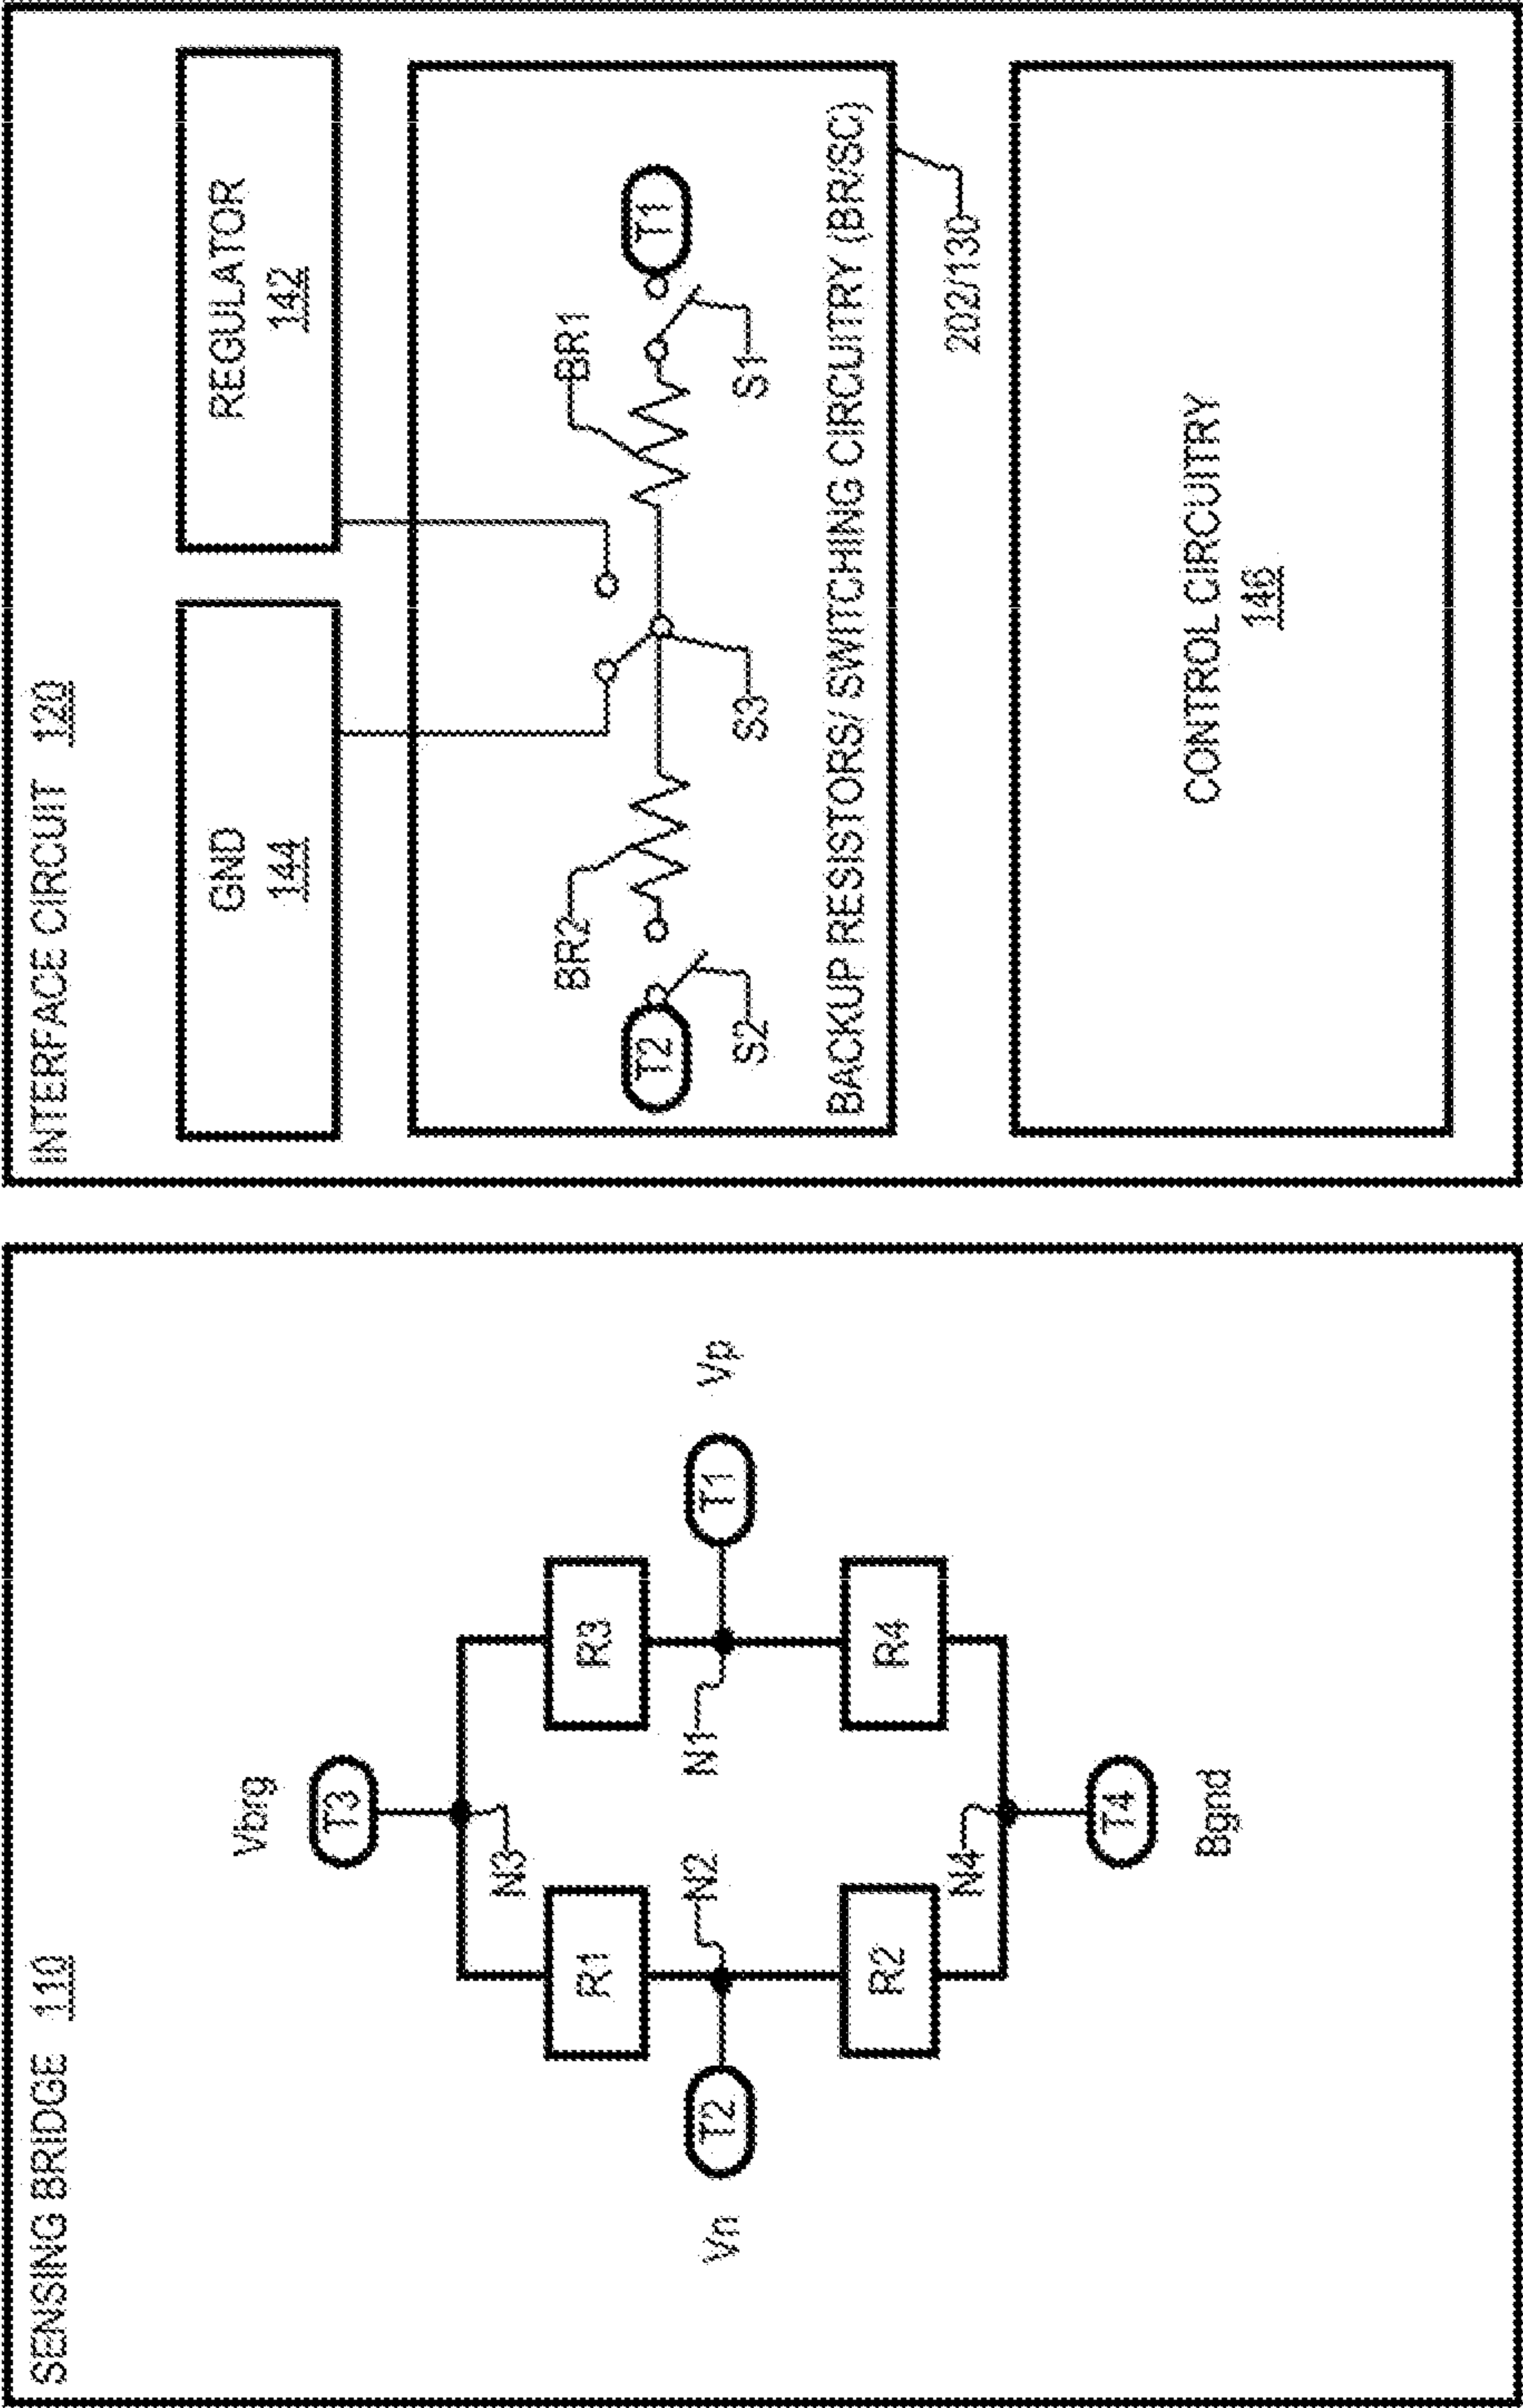 SENSING BRIDGE 110
Vbrg
T3
N3
R1
R3
N2
N1
Vn
T2
T1
Vp
R2
R4
N4
T4
Bgnd
INTERFACE CIRCUIT 120
GND
144
REGULATOR
142
BR2
BR1
T2
T1
S2
S3
S1
BACKUP RESISTORS/ SWITCHING CIRCUITRY (BR/SC)
202/130
CONTROL CIRCUITRY
146